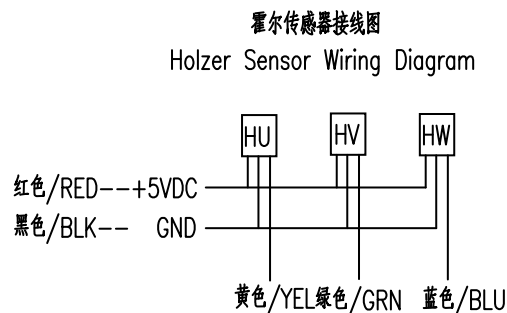 霍尔传感器接线图
Holzer Sensor Wiring Diagram
HU HV HW
红色/RED--+5VDC
黑色/BLK-- GND
黄色/YEL绿色/GRN 蓝色/BLU